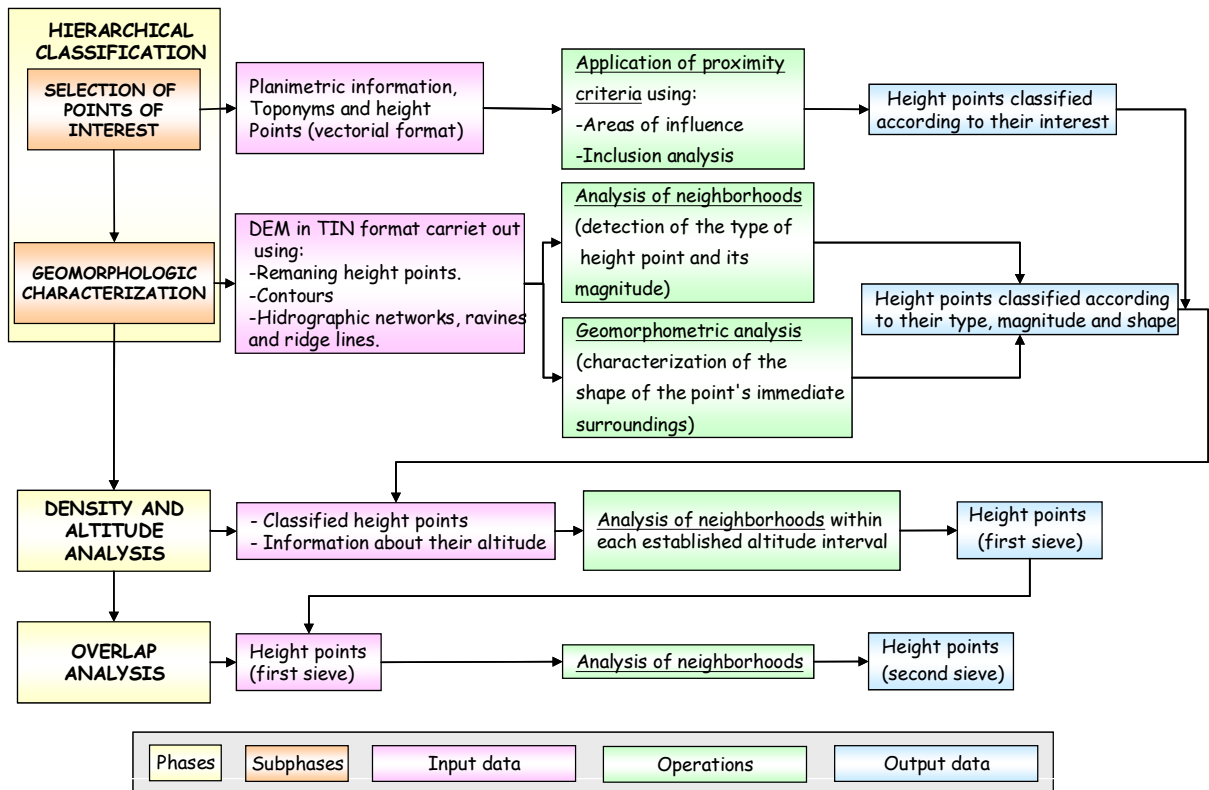 HIERARCHICAL
CLASSIFICATION
SELECTION OF
POINTS OF
INTEREST
Planimetric information,
Toponyms and height
Points (vectorial format)
Application of proximity
criteria using:
-Areas of influence
-Inclusion analysis
Height points classified
according to their interest
GEOMORPHOLOGIC
CHARACTERIZATION
DEM in TIN format carriet out
using:
-Remaning height points.
-Contours
-Hidrographic networks, ravines
and ridge lines.
Analysis of neighborhoods
(detection of the type of
height point and its
magnitude)
Geomorphometric analysis
(characterization of the
shape of the point's immediate
surroundings)
Height points classified according
to their type, magnitude and shape
DENSITY AND
ALTITUDE
ANALYSIS
- Classified height points
- Information about their altitude
Analysis of neighborhoods within
each established altitude interval
Height points
(first sieve)
OVERLAP
ANALYSIS
Height points
(first sieve)
Analysis of neighborhoods
Height points
(second sieve)
Phases
Subphases
Input data
Operations
Output data